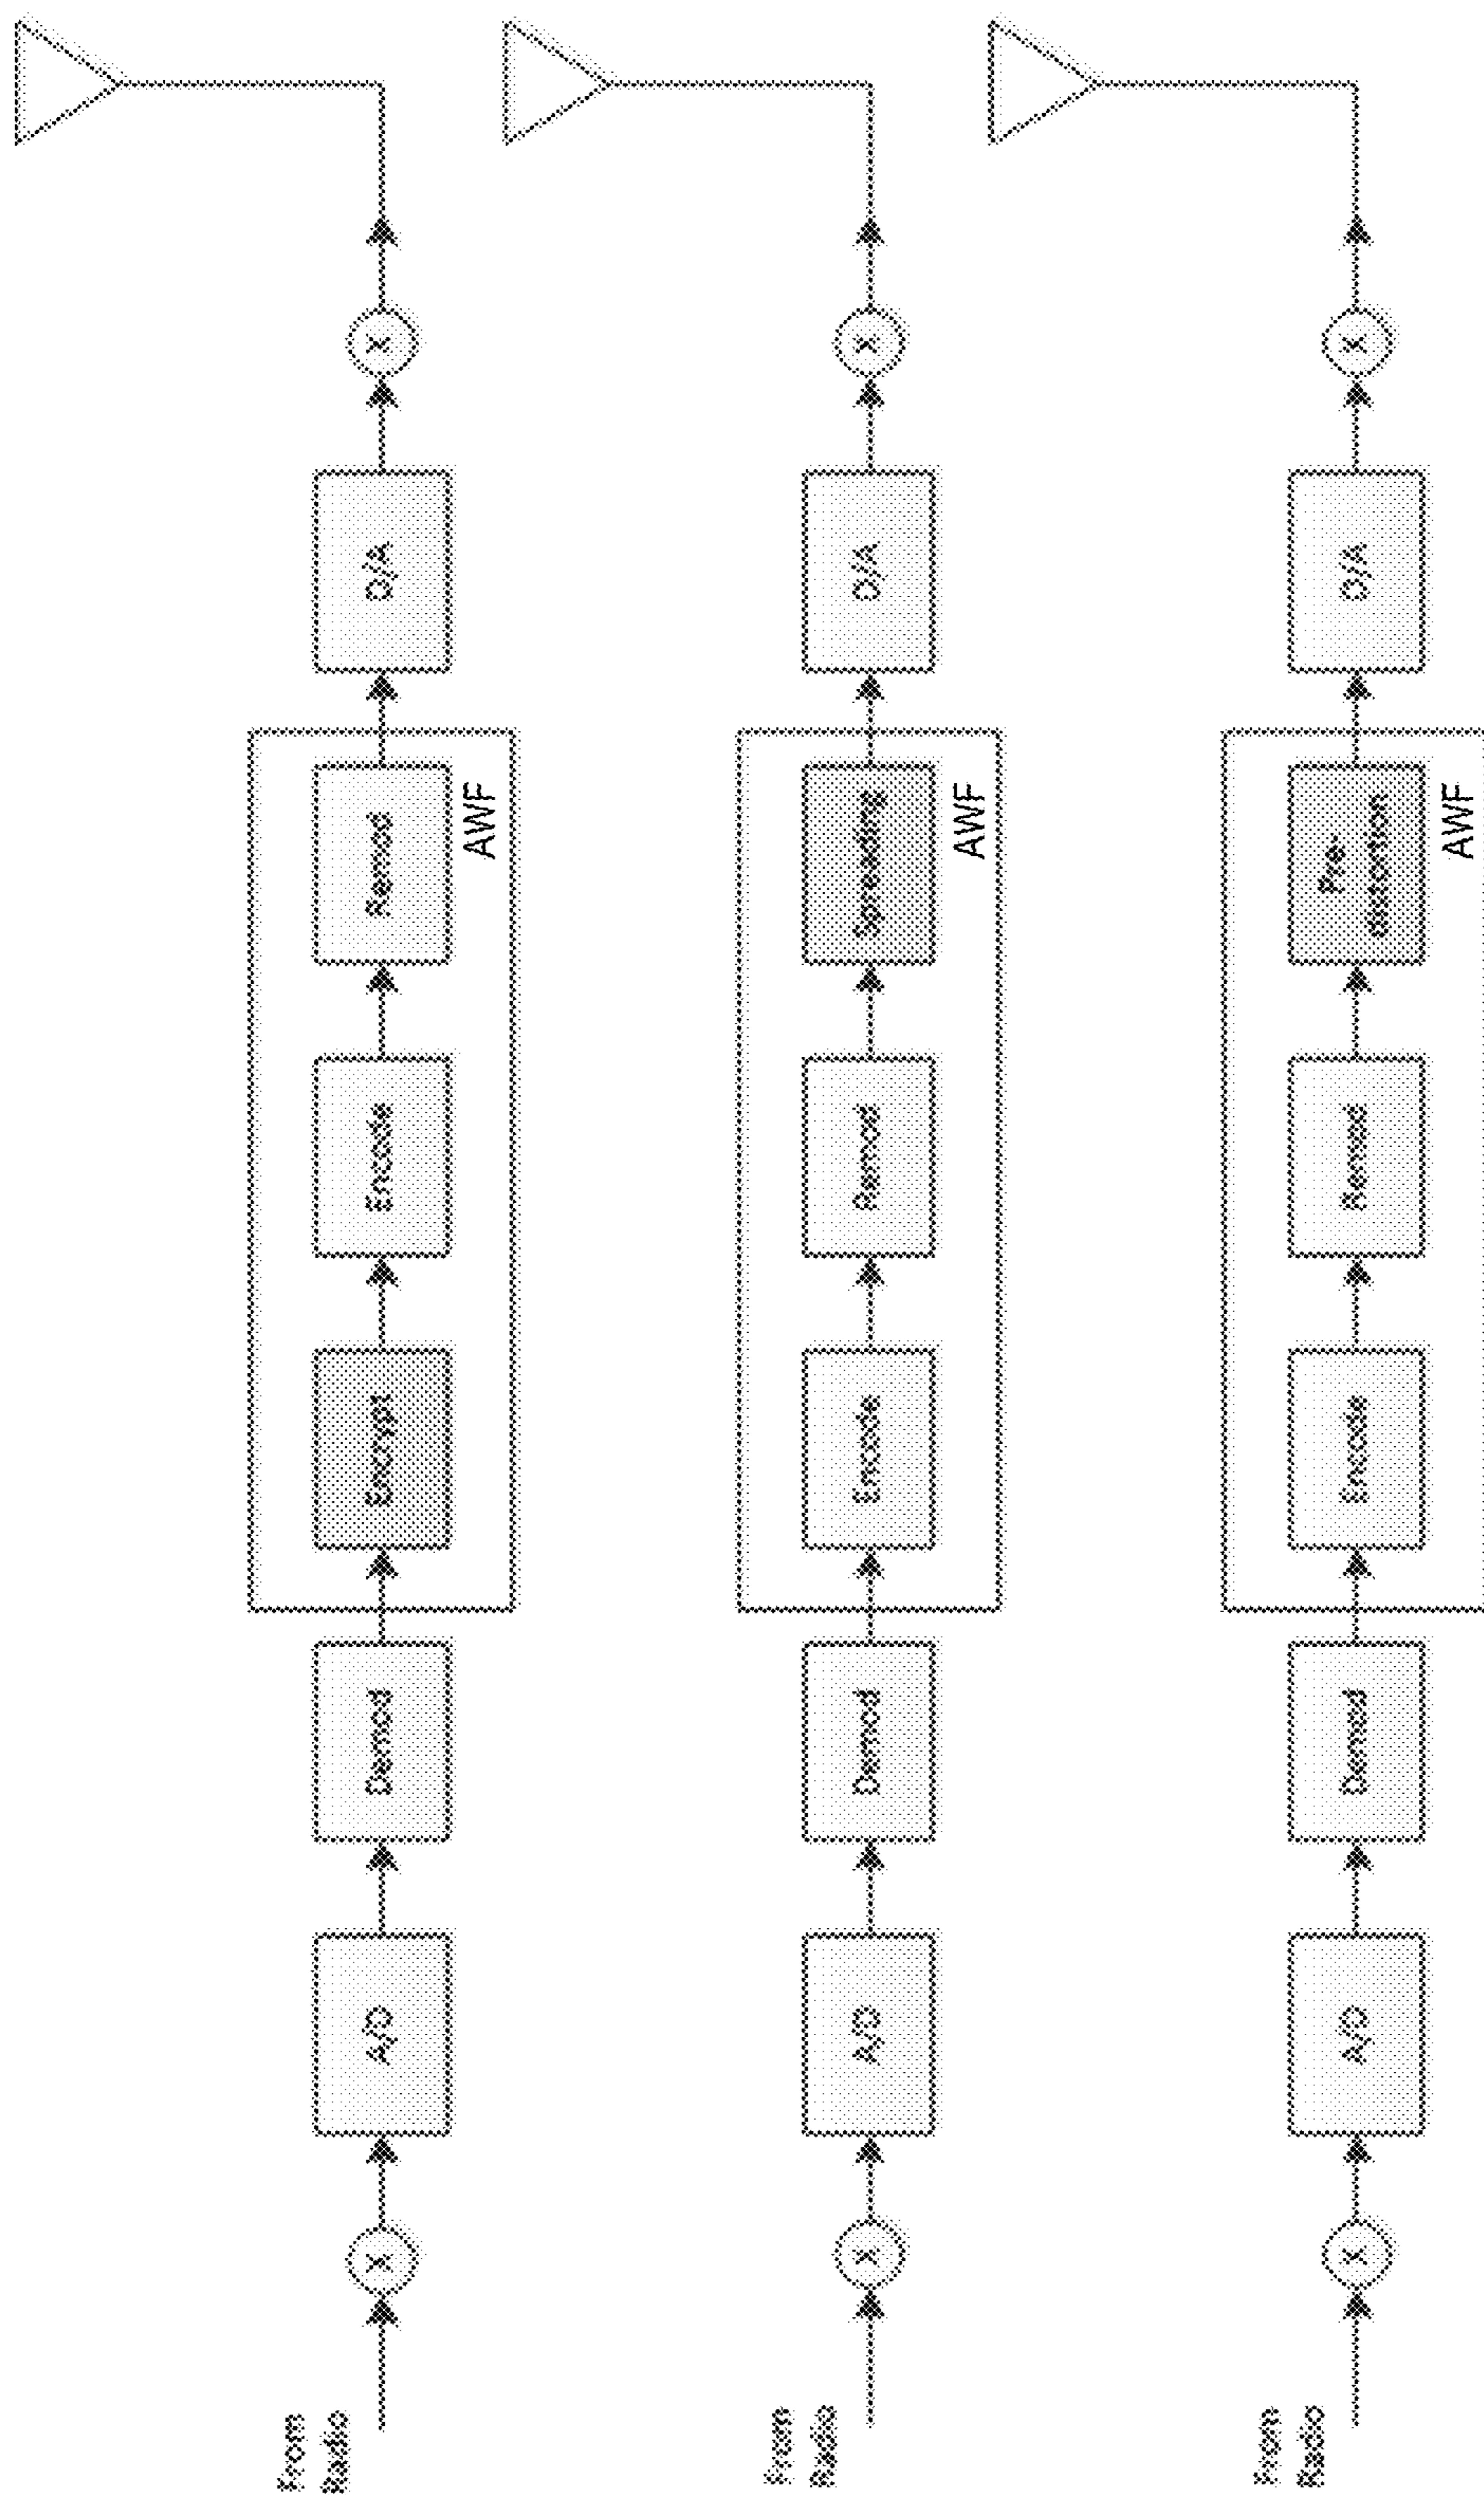 From
Radio
X
A/D
Demod
Encrypt
Encode
Remod
AWF
D/A
X
From
Radio
X
A/D
Demod
Encode
Remod
Spreading
AWF
D/A
X
From
Radio
X
A/D
Demod
Encode
Remod
Pre-
distortion
AWF
D/A
X